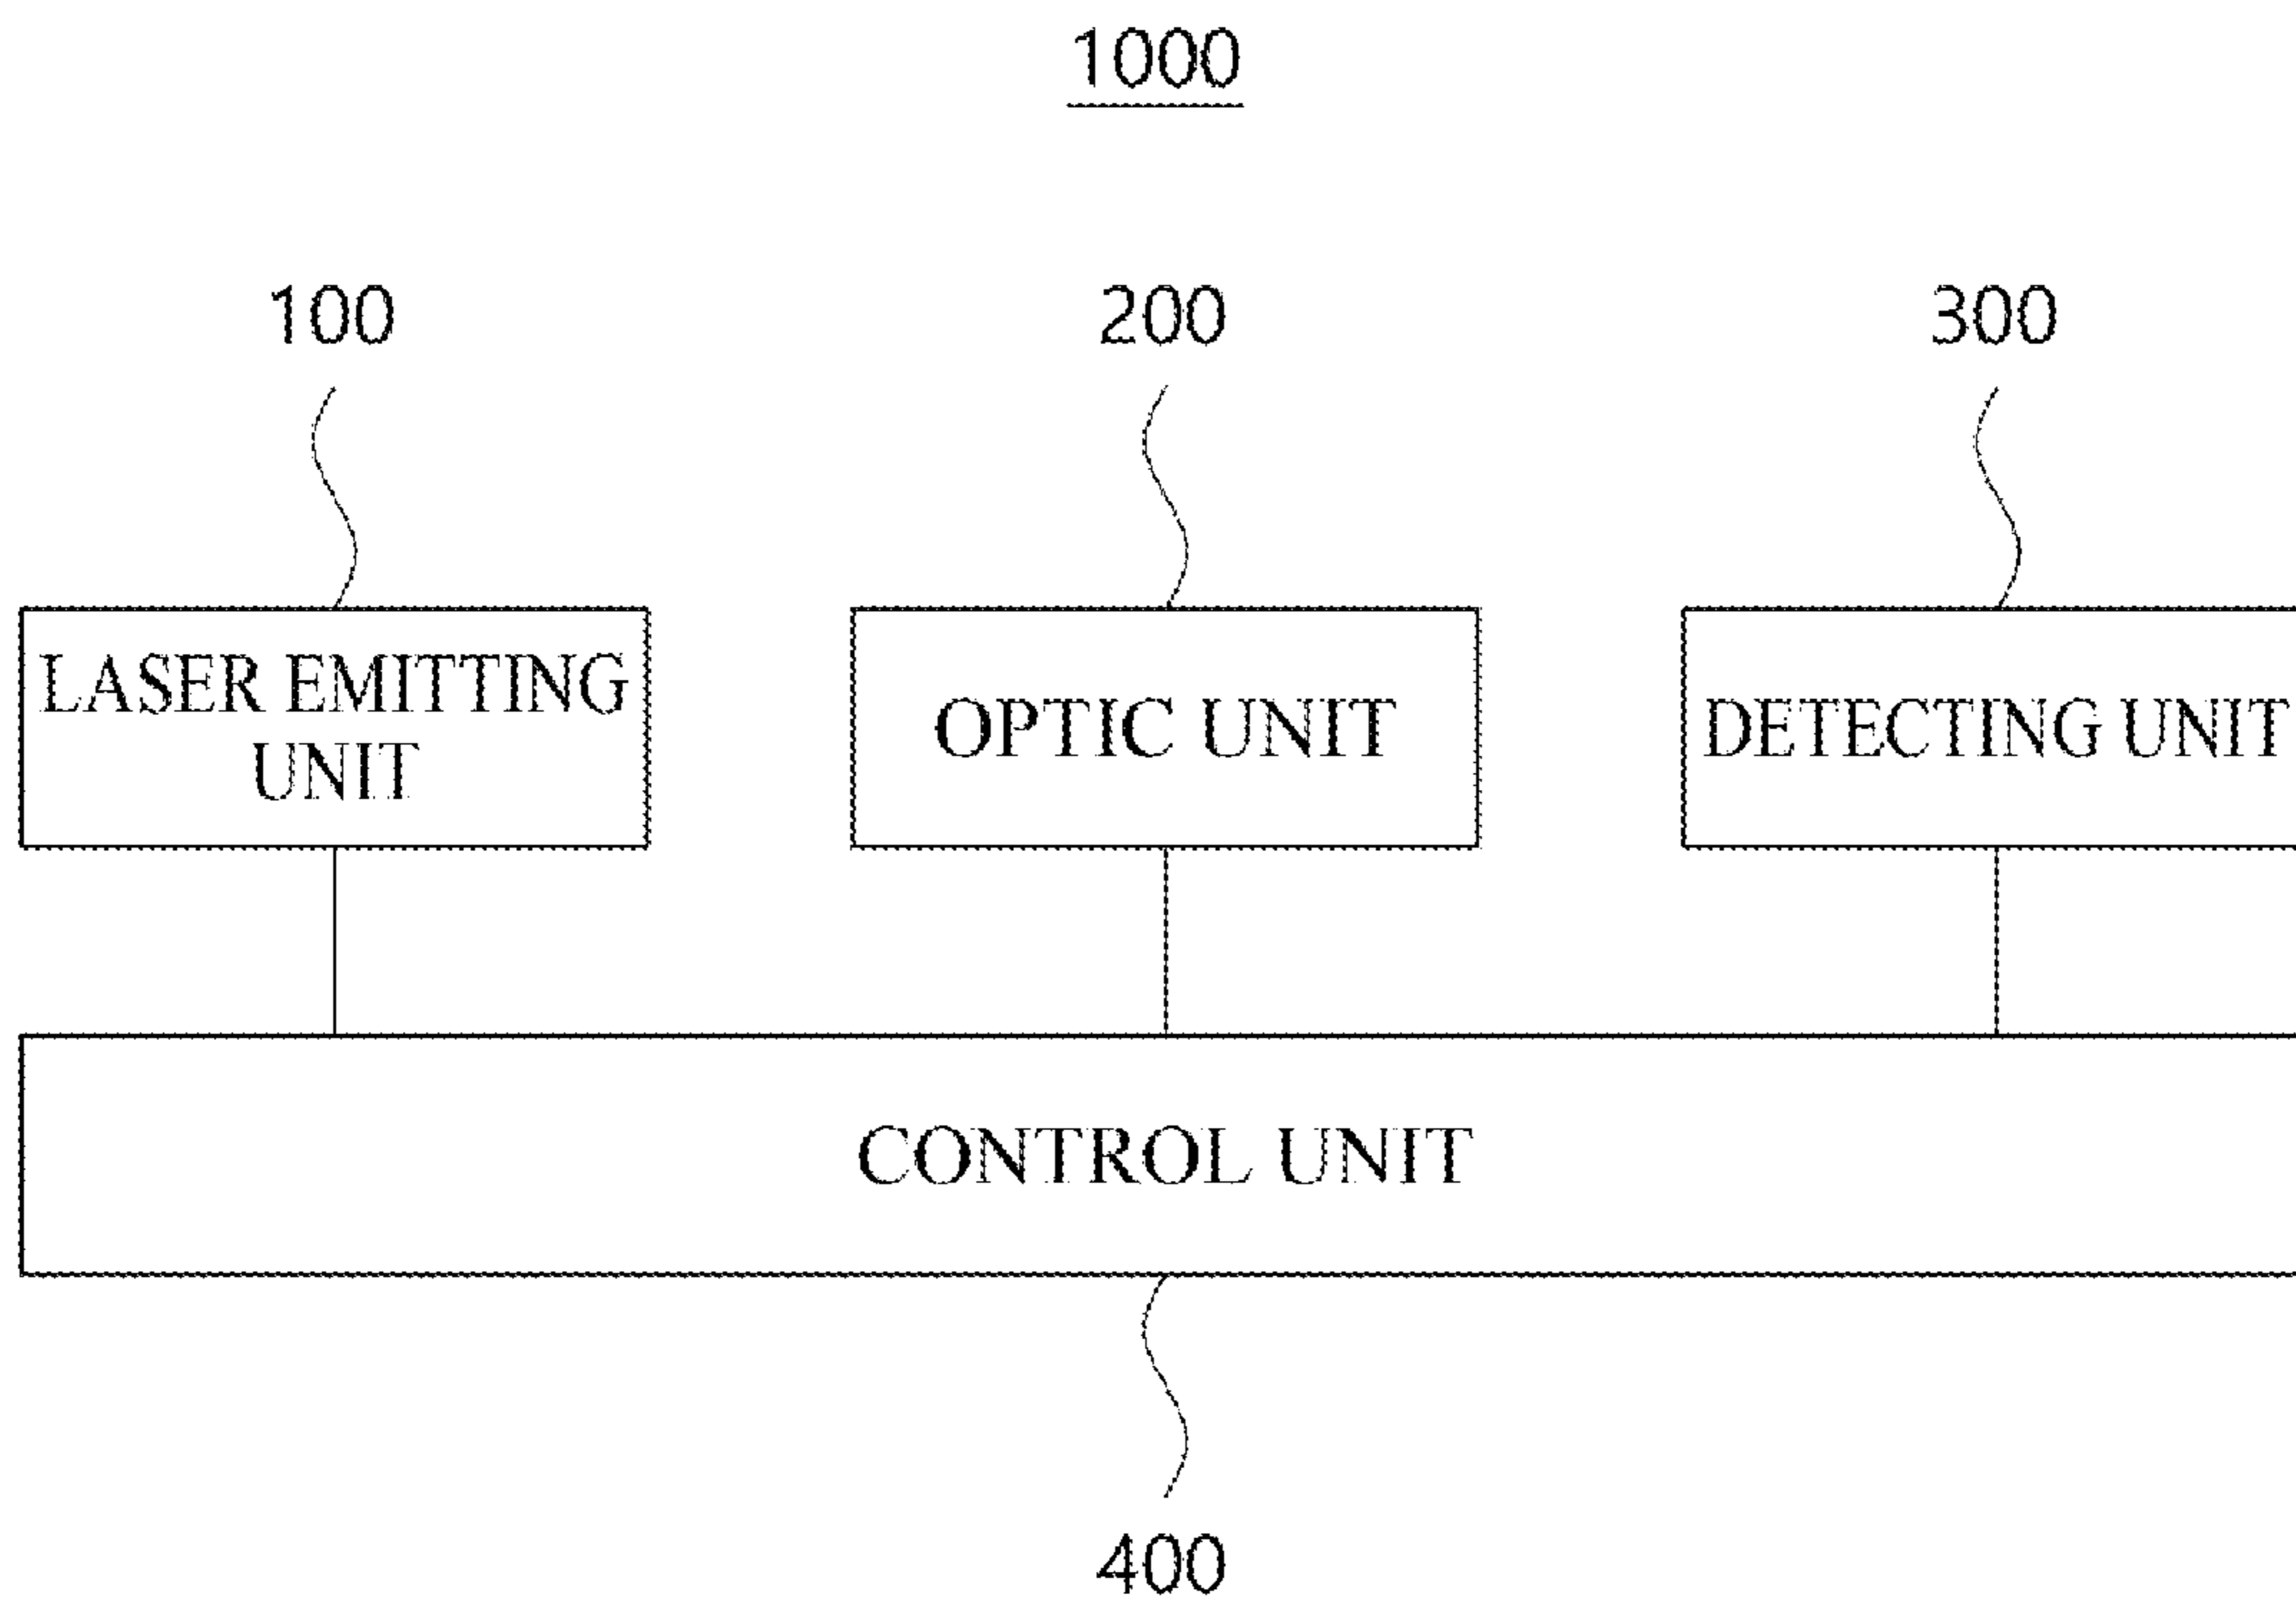 1000
100
200
300
LASER EMITTING
UNIT
OPTIC UNIT
DETECTING UNIT
CONTROL UNIT
400